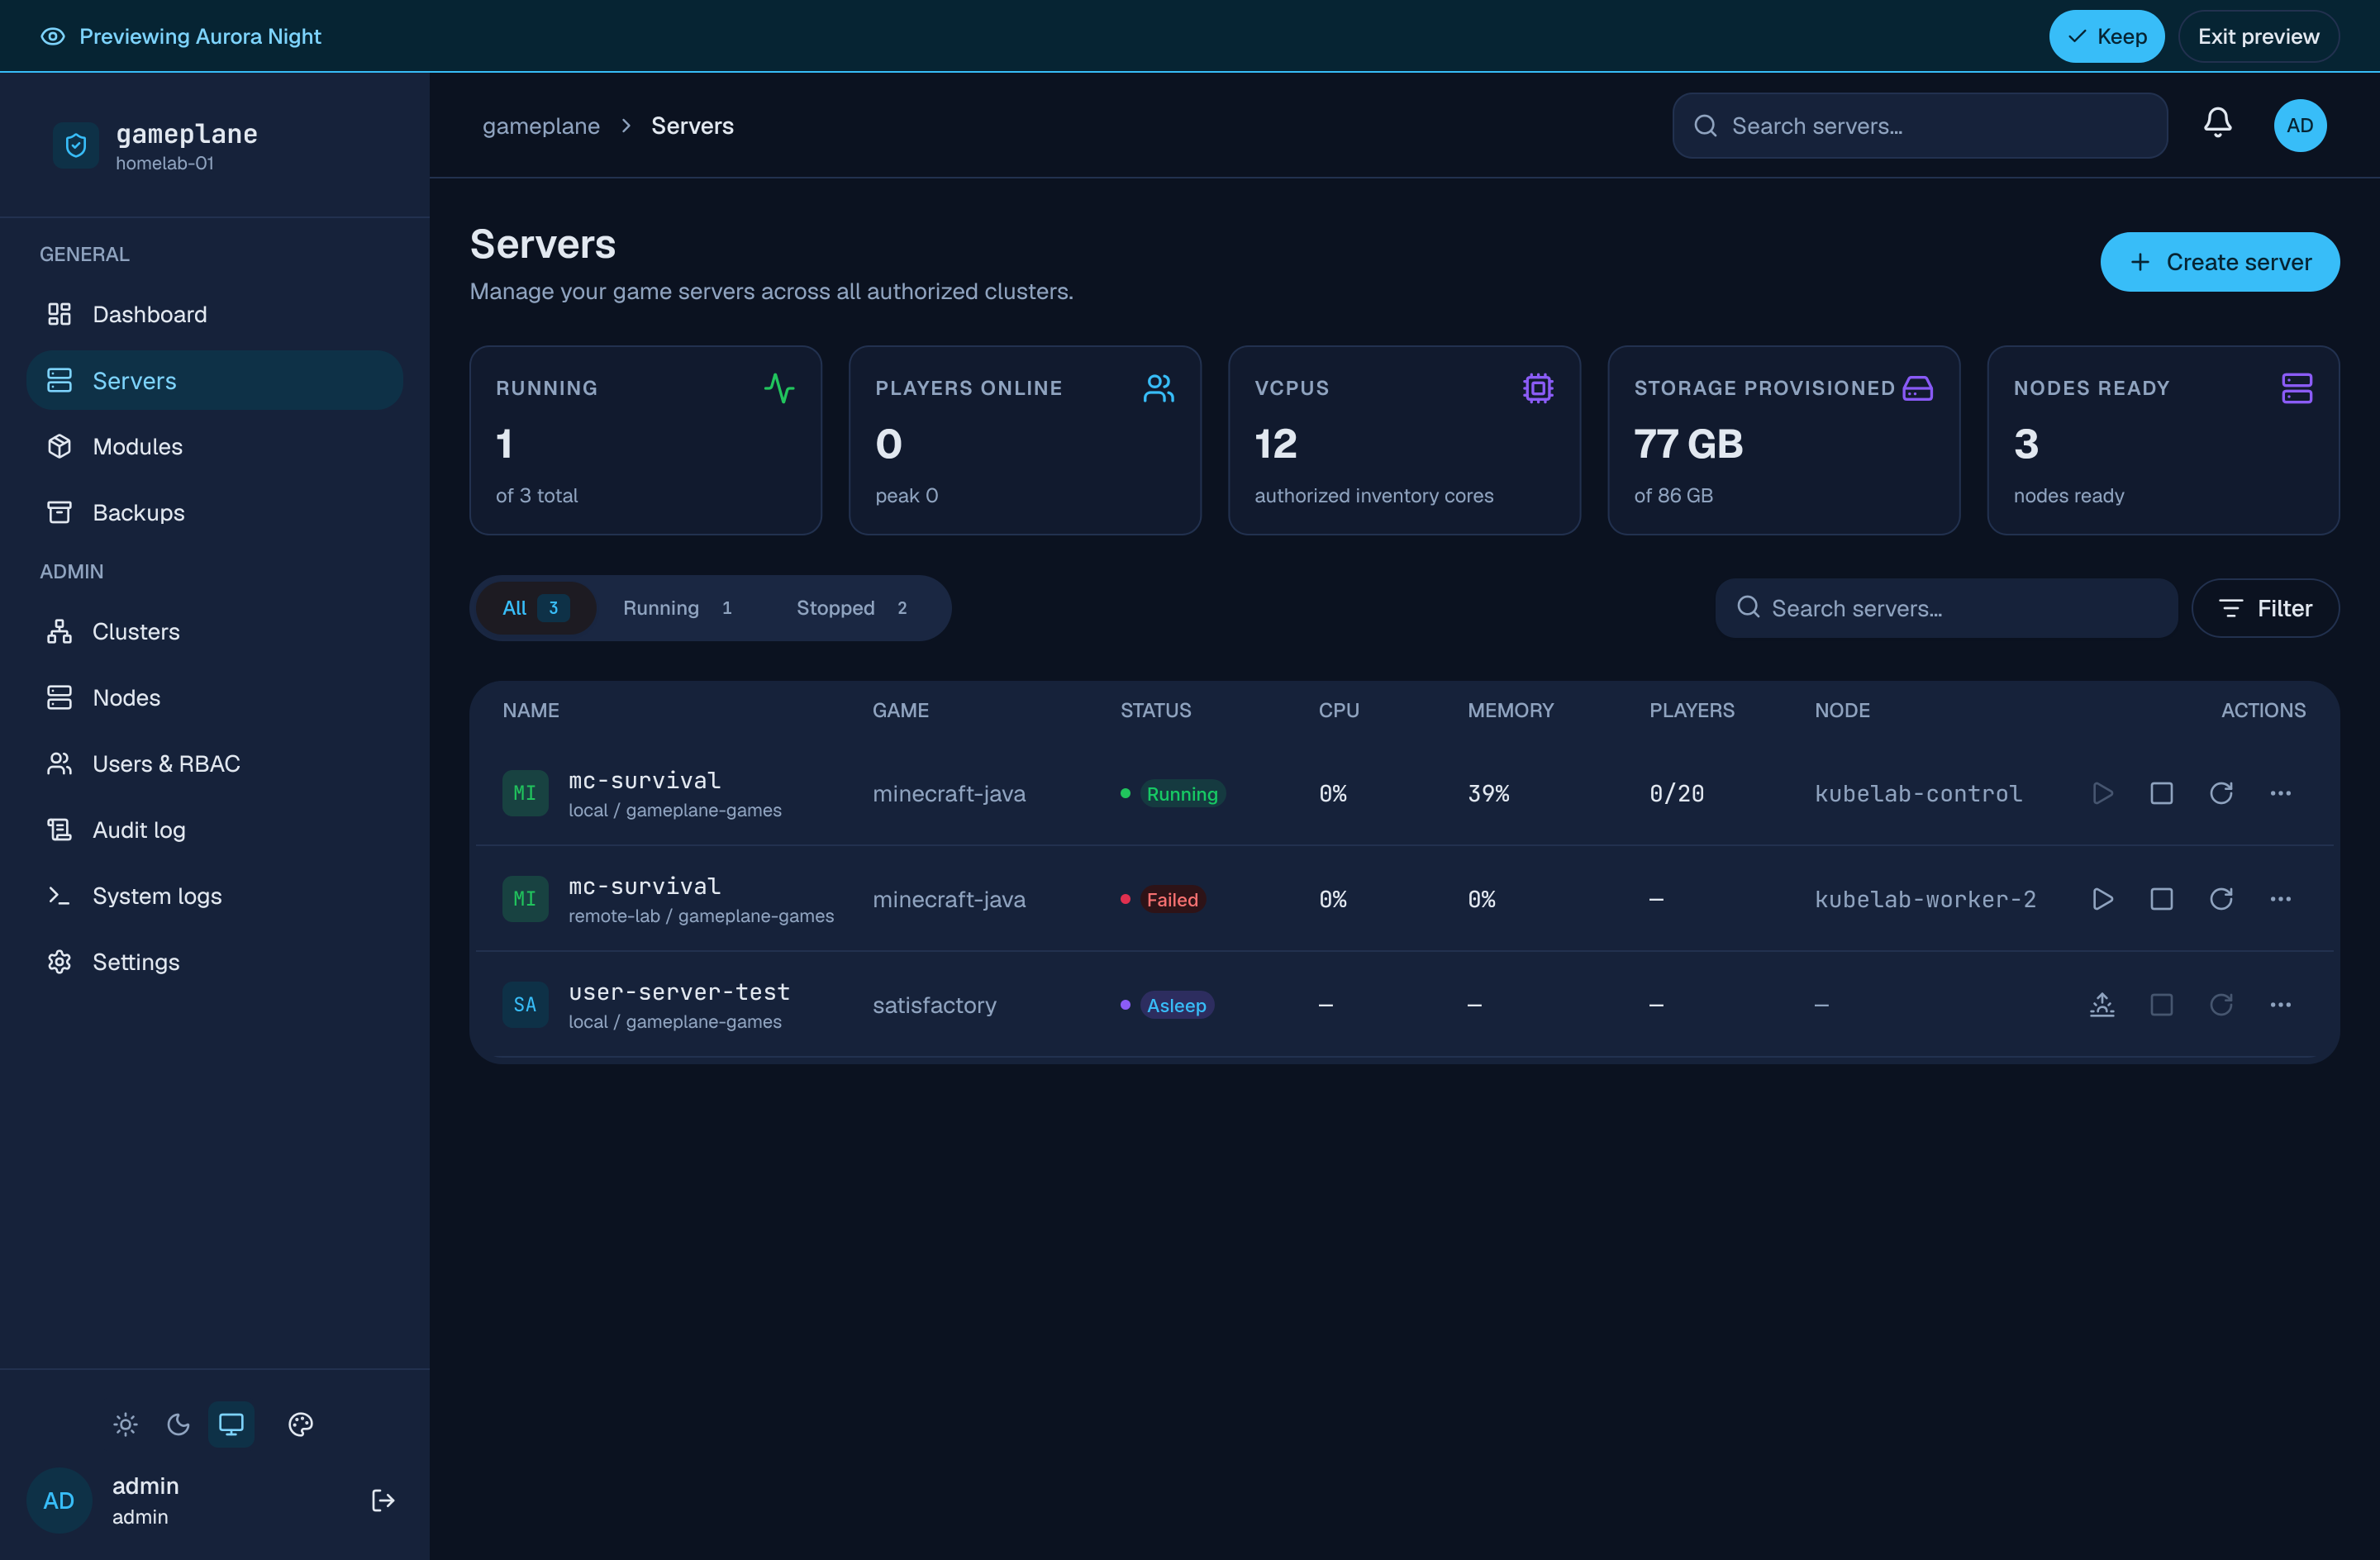 Previewing Aurora Night
Keep
Exit preview
gameplane
homelab-01
GENERAL
Dashboard
Servers
Modules
Backups
ADMIN
Clusters
Nodes
Users & RBAC
Audit log
System logs
Settings
AD
admin
admin
gameplane > Servers
Search servers...
AD
Servers
Manage your game servers across all authorized clusters.
Create server
RUNNING
1
of 3 total
PLAYERS ONLINE
0
peak 0
VCPUS
12
authorized inventory cores
STORAGE PROVISIONED
77 GB
of 86 GB
NODES READY
3
nodes ready
All 3
Running 1
Stopped 2
Search servers...
Filter
NAME GAME STATUS CPU MEMORY PLAYERS NODE ACTIONS
MI mc-survival minecraft-java Running 0% 39% 0/20 kubelab-control
local / gameplane-games
MI mc-survival minecraft-java Failed 0% 0% — kubelab-worker-2
remote-lab / gameplane-games
SA user-server-test satisfactory Asleep — — — —
local / gameplane-games